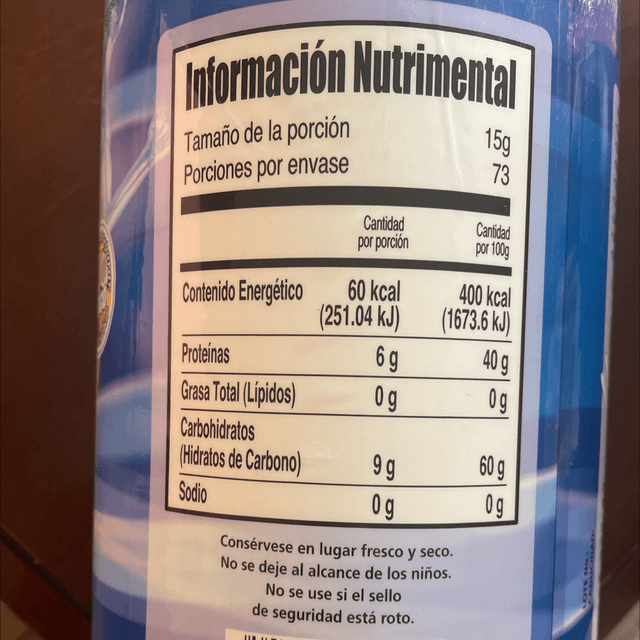 Información Nutrimental
Tamaño de la porción 15g
Porciones por envase 73
Cantidad por porción Cantidad por 100g
Contenido Energético 60 kcal (251.04 kJ) 400 kcal (1673.6 kJ)
Proteínas 6 g 40 g
Grasa Total (Lípidos) 0 g 0 g
Carbohidratos
(Hidratos de Carbono) 9 g 60 g
Sodio 0 g 0 g
Consérvese en lugar fresco y seco.
No se deje al alcance de los niños.
No se use si el sello
de seguridad está roto.